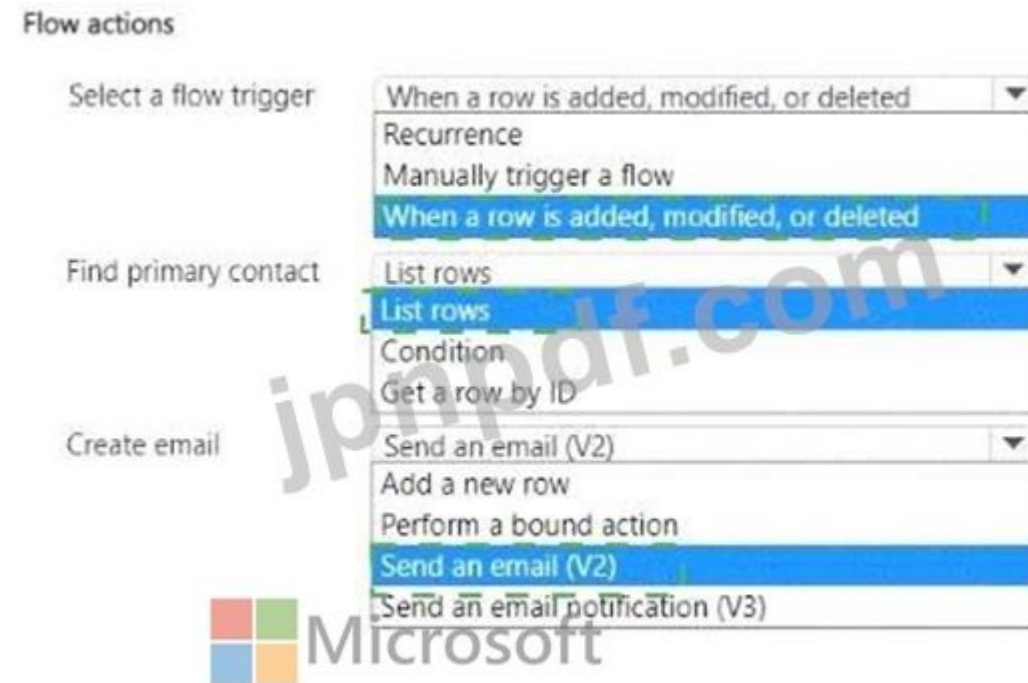 Flow actions
Select a flow trigger
When a row is added, modified, or deleted
Recurrence
Manually trigger a flow
When a row is added, modified, or deleted
Find primary contact
List rows
List rows
Condition
Get a row by ID
Create email
Send an email (V2)
Add a new row
Perform a bound action
Send an email (V2)
Send an email notification (V3)
jpnpdf.com
Microsoft